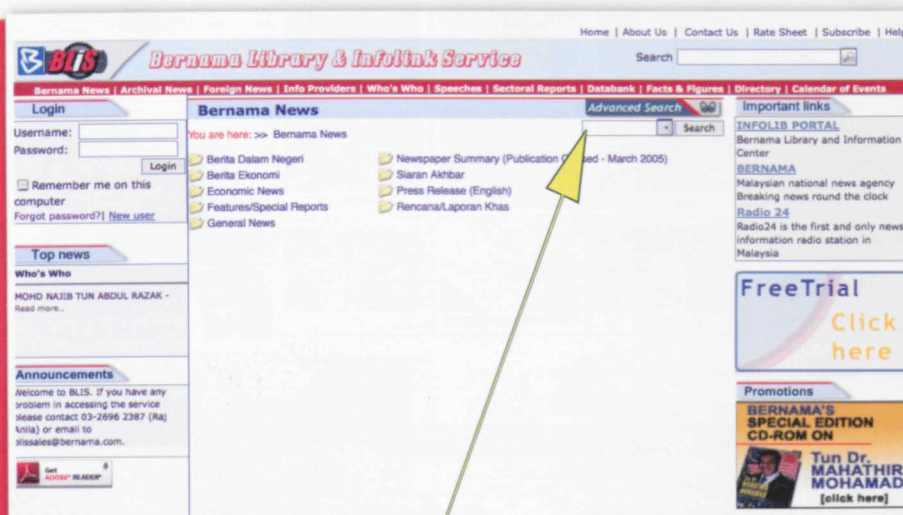 Home | About Us | Contact Us | Rate Sheet | Subscribe | Help
BLIS Bernama Library & Infolink Service
Search
Bernama News | Archival News | Foreign News | Info Providers | Who's Who | Speeches | Sectoral Reports | Databank | Facts & Figures | Directory | Calendar of Events
Login
Username:
Password:
Login
Remember me on this
computer
Forgot password?| New user
Top news
Who's Who
MOHD NAJIB TUN ABDUL RAZAK -
Read more..
Announcements
Welcome to BLIS. If you have any
problem in accessing the service
please contact 03-2696 2387 (Raj
Anila) or email to
blissales@bernama.com.
Get
ADOBE® READER®
Bernama News
Advanced Search
You are here: >> Bernama News
Search
Berita Dalam Negeri
Berita Ekonomi
Economic News
Features/Special Reports
General News
Newspaper Summary (Publication sed - March 2005)
Siaran Akhbar
Press Release (English)
Rencana/Laporan Khas
Important links
INFOLIB PORTAL
Bernama Library and Information
Center
BERNAMA
Malaysian national news agency
Breaking news round the clock
Radio 24
Radio24 is the first and only news
information radio station in
Malaysia
FreeTrial
Click
here
Promotions
BERNAMA'S
SPECIAL EDITION
CD-ROM ON
Tun Dr.
MAHATHIR
MOHAMAD
[click here]